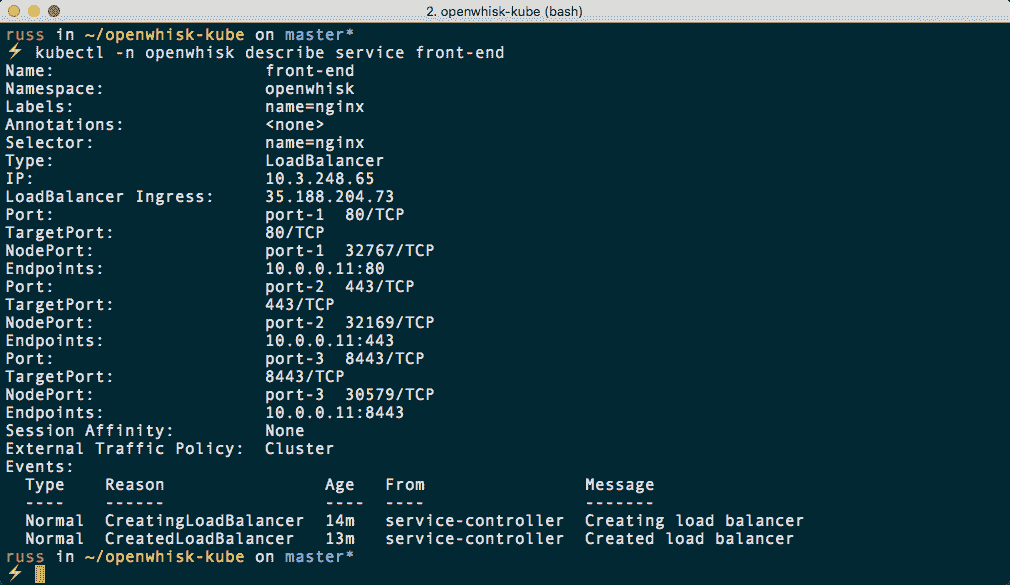 2. openwhisk-kube (bash)
russ in ~/openwhisk-kube on master*
⚡ kubectl -n openwhisk describe service front-end
Name:                     front-end
Namespace:                openwhisk
Labels:                   name=nginx
Annotations:              <none>
Selector:                 name=nginx
Type:                     LoadBalancer
IP:                       10.3.248.65
LoadBalancer Ingress:     35.188.204.73
Port:                     port-1  80/TCP
TargetPort:               80/TCP
NodePort:                 port-1  32767/TCP
Endpoints:                10.0.0.11:80
Port:                     port-2  443/TCP
TargetPort:               443/TCP
NodePort:                 port-2  32169/TCP
Endpoints:                10.0.0.11:443
Port:                     port-3  8443/TCP
TargetPort:               8443/TCP
NodePort:                 port-3  30579/TCP
Endpoints:                10.0.0.11:8443
Session Affinity:         None
External Traffic Policy:  Cluster
Events:
  Type    Reason                Age   From                Message
  ----    ------                ----  ----                -------
  Normal  CreatingLoadBalancer  14m   service-controller  Creating load balancer
  Normal  CreatedLoadBalancer   13m   service-controller  Created load balancer
russ in ~/openwhisk-kube on master*
⚡